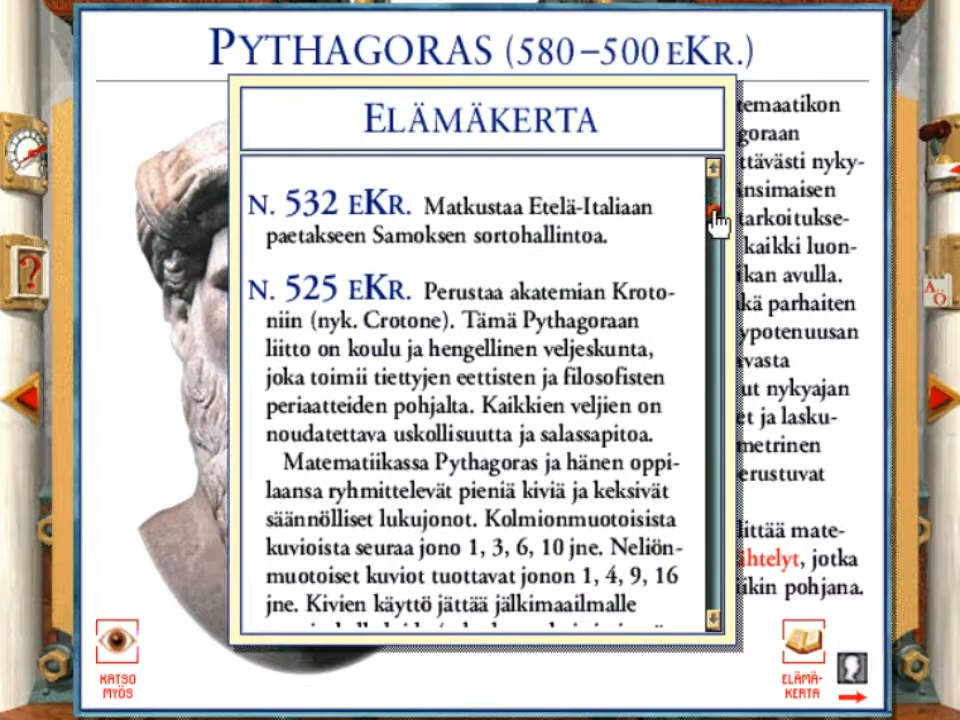 PYTHAGORAS (580–500 EKR.)
ELÄMÄKERTA
N. 532 EKR. Matkustaa Etelä-Italiaan
paetakseen Samoksen sortohallintoa.
N. 525 EKR. Perustaa akatemian Kroto-
niin (nyk. Crotone). Tämä Pythagoraan
liitto on koulu ja hengellinen veljeskunta,
joka toimii tiettyjen eettisten ja filosofisten
periaatteiden pohjalta. Kaikkien veljien on
noudatettava uskollisuutta ja salassapitoa.
Matematiikassa Pythagoras ja hänen oppi-
laansa ryhmittelevät pieniä kiviä ja keksivät
säännölliset lukujonot. Kolmionmuotoisista
kuvioista seuraa jono 1, 3, 6, 10 jne. Neliön-
muotoiset kuviot tuottavat jonon 1, 4, 9, 16
jne. Kivien käyttö jättää jälkimaailmalle
temaatikon
goraan
ttävästi nyky-
insimaisen
tarkoitukse-
kaikki luon-
ikan avulla.
kä parhaiten
ypotenuusan
avasta
ut nykyajan
et ja lasku-
metrinen
erustuvat
littää mate-
ähtelyt, jotka
iikin pohjana.
?
A..
O
KATSO
MYÖS
ELÄMÄ-
KERTA